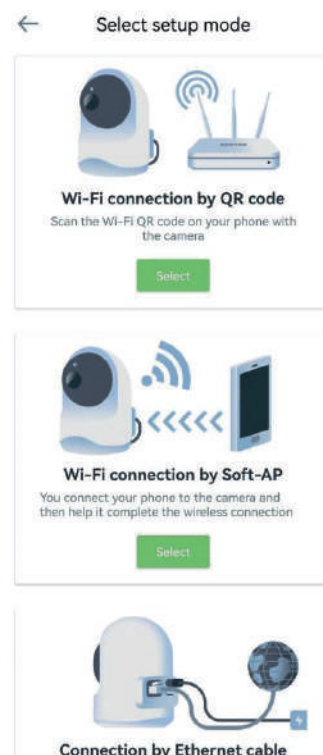 Select setup mode
Wi-Fi connection by QR code
Scan the Wi-Fi QR code on your phone with
the camera
Select
Wi-Fi connection by Soft-AP
You connect your phone to the camera and
then help it complete the wireless connection
Select
Connection by Ethernet cable